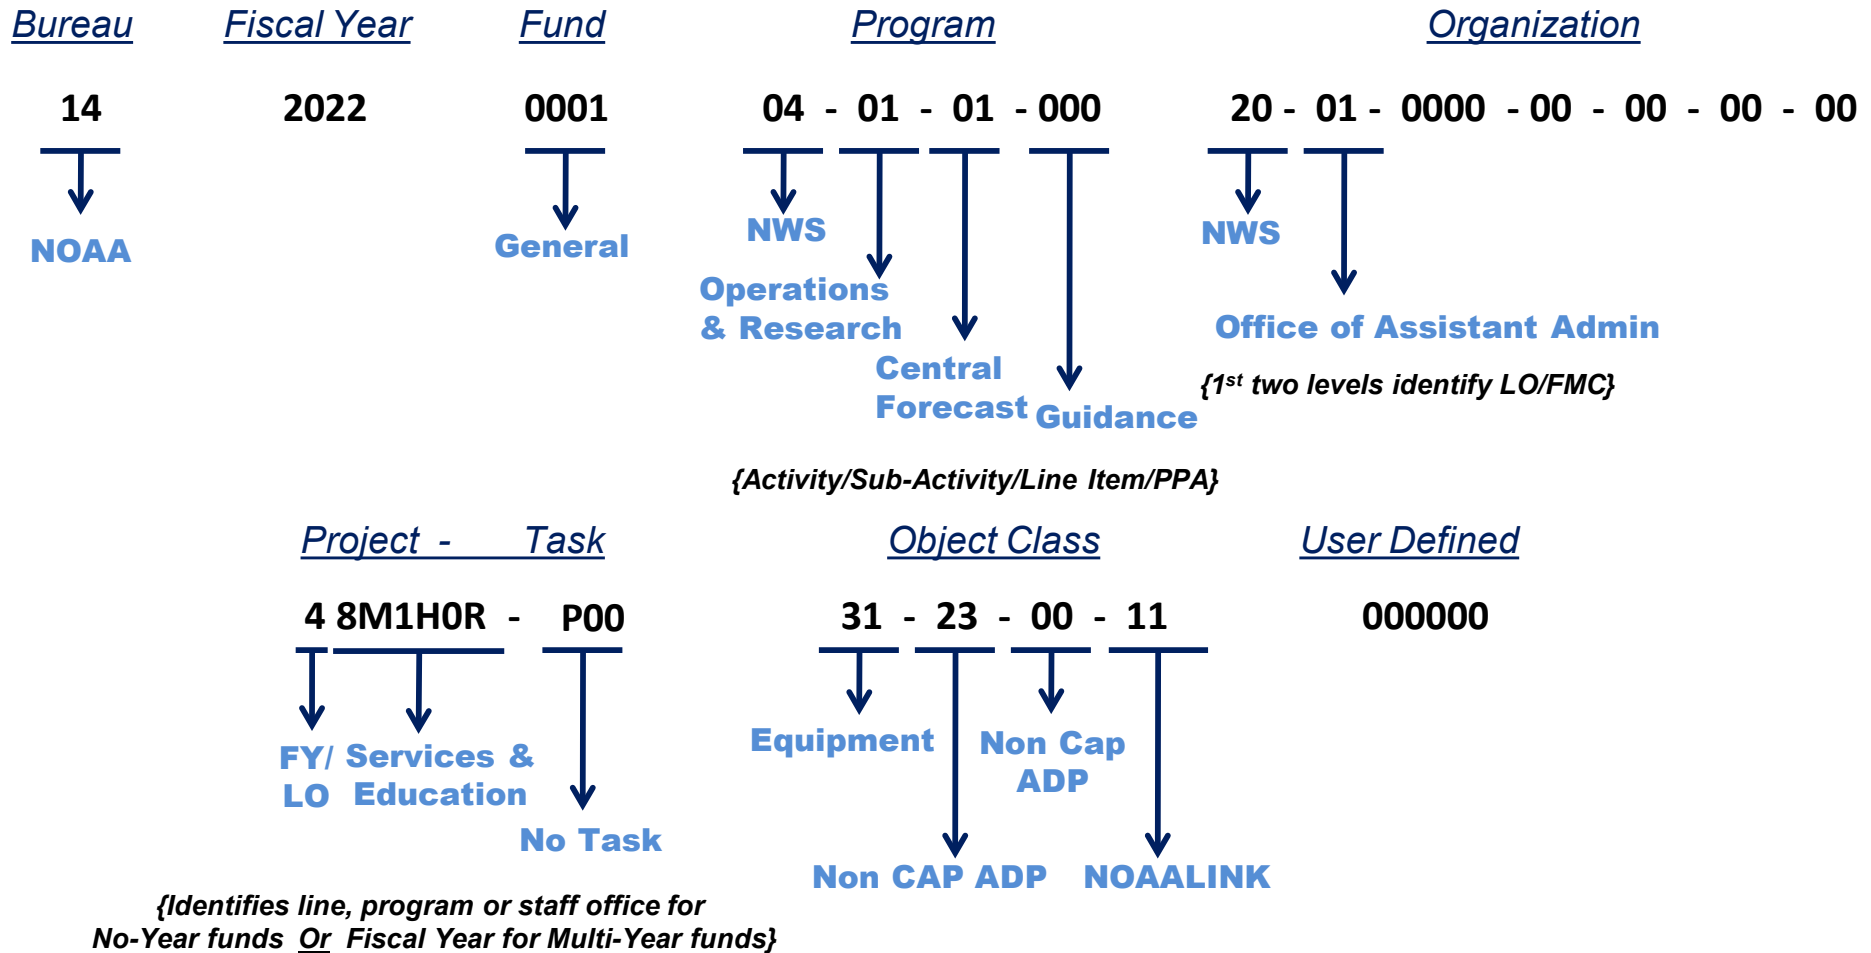 Bureau Fiscal Year Fund Program Organization
14 2022 0001 04 - 01 - 01 - 000 20 - 01 - 0000 - 00 - 00 - 00 - 00
NOAA General NWS NWS
Operations
& Research
Office of Assistant Admin
Central
Forecast Guidance
{1st two levels identify LO/FMC}
{Activity/Sub-Activity/Line Item/PPA}
Project - Task Object Class User Defined
4 8M1H0R - P00 31 - 23 - 00 - 11 000000
FY/
LO
Services &
Education
No Task
Equipment
Non Cap
ADP
Non CAP ADP NOAALINK
{Identifies line, program or staff office for
No-Year funds Or Fiscal Year for Multi-Year funds}